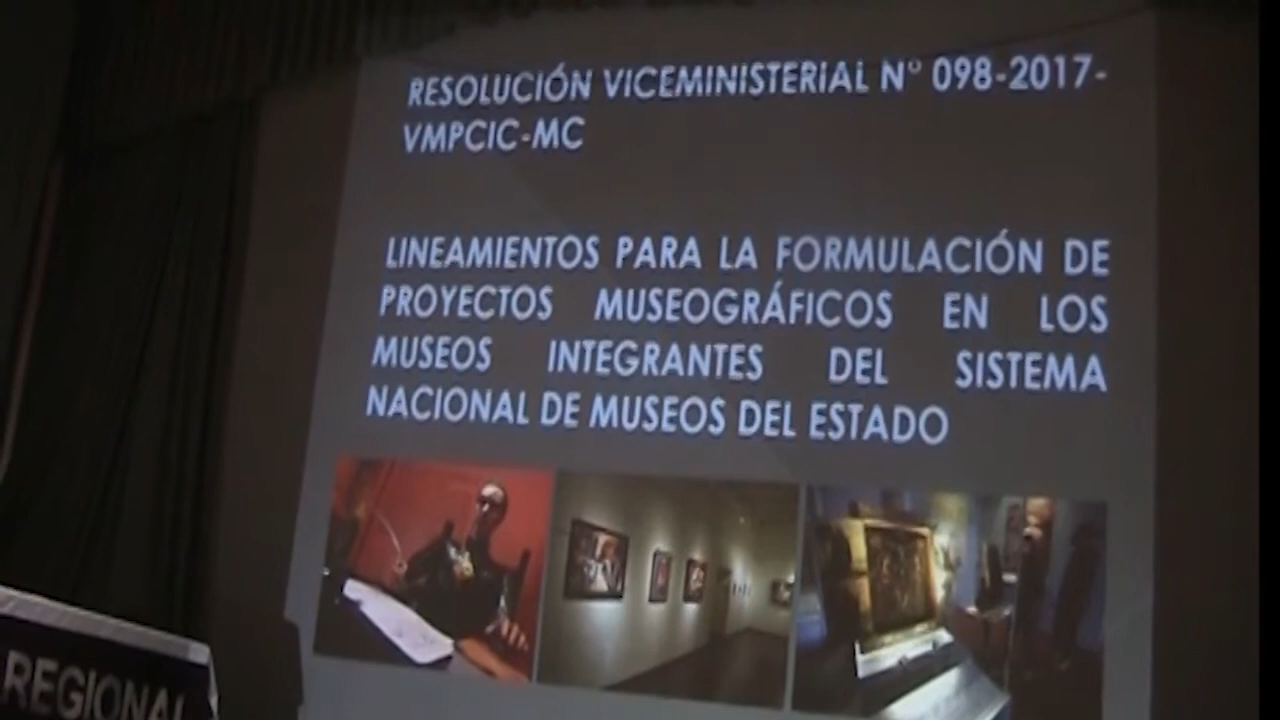 RESOLUCIÓN VICEMINISTERIAL N° 098-2017-
VMPCIC-MC
LINEAMIENTOS PARA LA FORMULACIÓN DE
PROYECTOS MUSEOGRÁFICOS EN LOS
MUSEOS INTEGRANTES DEL SISTEMA
NACIONAL DE MUSEOS DEL ESTADO
REGIONAL